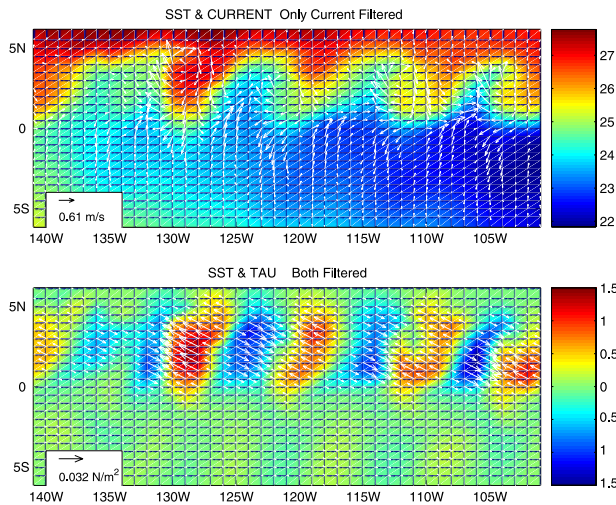 SST & CURRENT  Only Current Filtered
5N
0
5S
0.61 m/s
140W 135W 130W 125W 120W 115W 110W 105W
27
26
25
24
23
22
SST & TAU    Both Filtered
5N
0
5S
0.032 N/m²
140W 135W 130W 125W 120W 115W 110W 105W
1.5
1
0.5
0
0.5
1
1.5